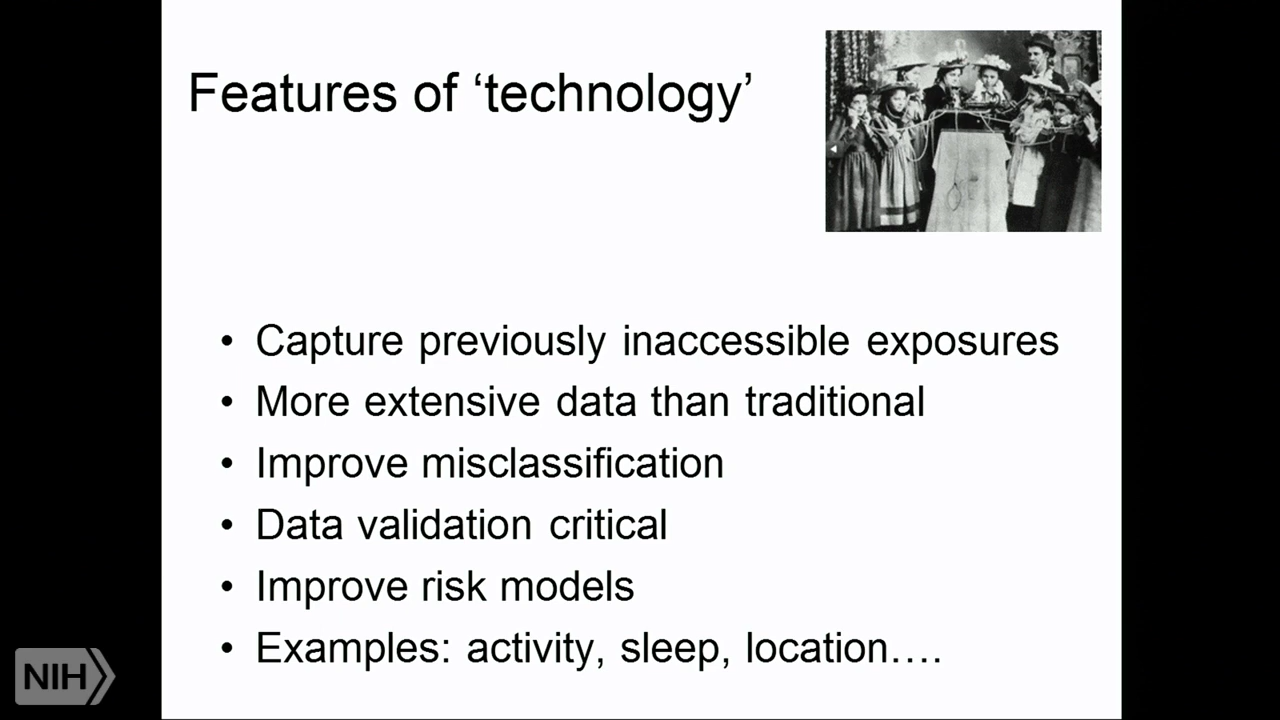 Features of ‘technology’
• Capture previously inaccessible exposures
• More extensive data than traditional
• Improve misclassification
• Data validation critical
• Improve risk models
• Examples: activity, sleep, location….
NIH